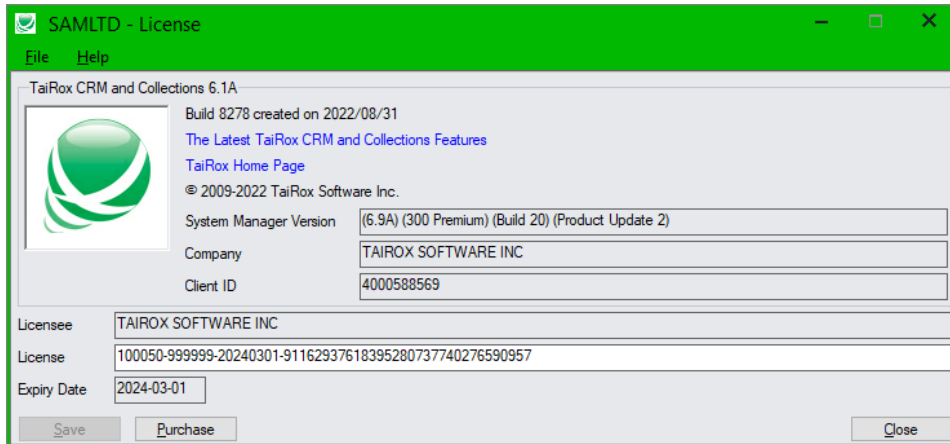 SAMLTD - License
File Help
TaiRox CRM and Collections 6.1A
Build 8278 created on 2022/08/31
The Latest TaiRox CRM and Collections Features
TaiRox Home Page
© 2009-2022 TaiRox Software Inc.
System Manager Version (6.9A) (300 Premium) (Build 20) (Product Update 2)
Company TAIROX SOFTWARE INC
Client ID 4000588569
Licensee TAIROX SOFTWARE INC
License 100050-999999-20240301-91162937618395280737740276590957
Expiry Date 2024-03-01
Save Purchase Close